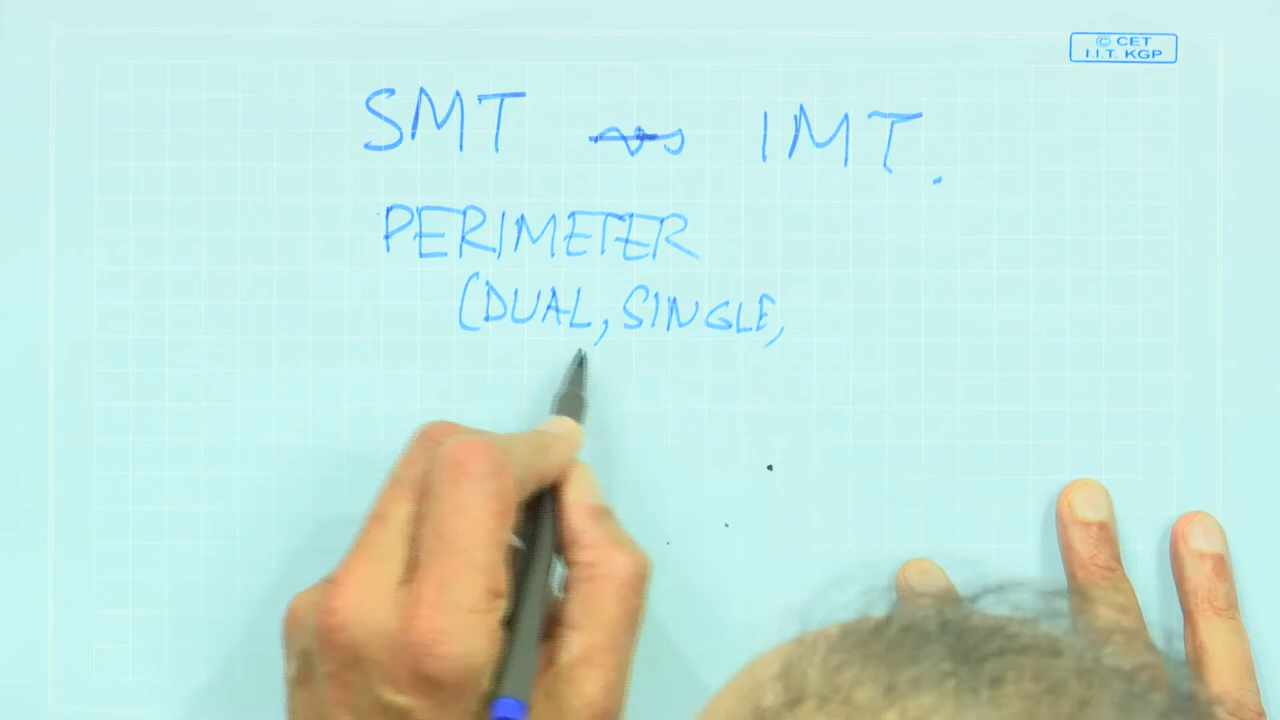 © CET
I.I.T. KGP
SMT vs IMT.
PERIMETER
(DUAL, SINGLE,